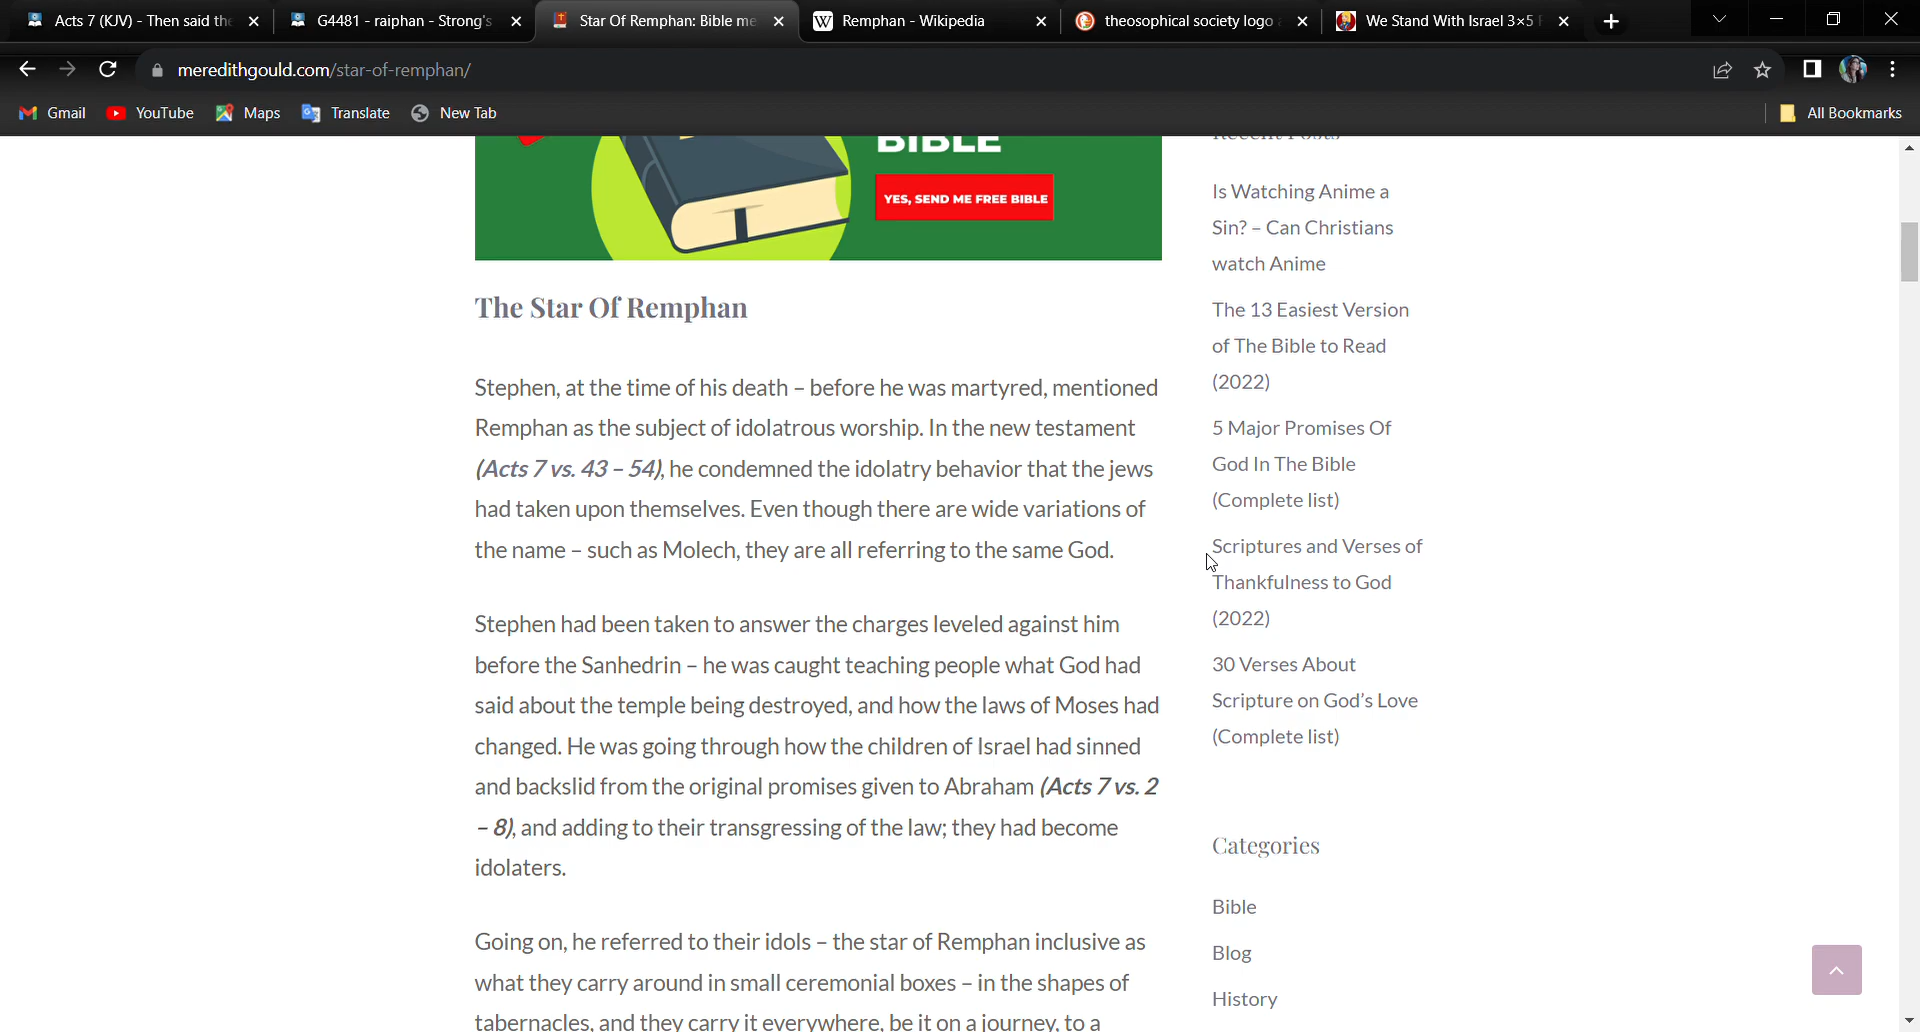 Acts 7 (KJV) - Then said the
G4481 - raiphan - Strong's
Star Of Remphan: Bible me
Remphan - Wikipedia
theosophical society logo
We Stand With Israel 3×5
meredithgould.com/star-of-remphan/
Gmail
YouTube
Maps
Translate
New Tab
All Bookmarks
BIBLE
YES, SEND ME FREE BIBLE
The Star Of Remphan
Stephen, at the time of his death – before he was martyred, mentioned
Remphan as the subject of idolatrous worship. In the new testament
(Acts 7 vs. 43 – 54), he condemned the idolatry behavior that the jews
had taken upon themselves. Even though there are wide variations of
the name – such as Molech, they are all referring to the same God.
Stephen had been taken to answer the charges leveled against him
before the Sanhedrin – he was caught teaching people what God had
said about the temple being destroyed, and how the laws of Moses had
changed. He was going through how the children of Israel had sinned
and backslid from the original promises given to Abraham (Acts 7 vs. 2
– 8), and adding to their transgressing of the law; they had become
idolaters.
Going on, he referred to their idols – the star of Remphan inclusive as
what they carry around in small ceremonial boxes – in the shapes of
tabernacles, and they carry it everywhere, be it on a journey, to a
Recent Posts
Is Watching Anime a
Sin? – Can Christians
watch Anime
The 13 Easiest Version
of The Bible to Read
(2022)
5 Major Promises Of
God In The Bible
(Complete list)
Scriptures and Verses of
Thankfulness to God
(2022)
30 Verses About
Scripture on God's Love
(Complete list)
Categories
Bible
Blog
History